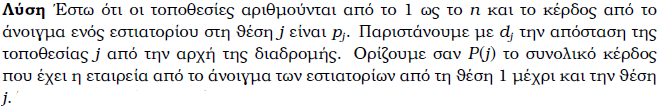 Λύση Έστω ότι οι τοποθεσίες αριθμούνται από το 1 ως το n και το κέρδος από το
άνοιγμα ενός εστιατορίου στη θέση j είναι pj. Παριστάνουμε με dj την απόσταση της
τοποθεσίας j από την αρχή της διαδρομής. Ορίζουμε σαν P(j) το συνολικό κέρδος
που έχει η εταιρεία από το άνοιγμα των εστιατορίων από τη θέση 1 μέχρι και την θέση
j.